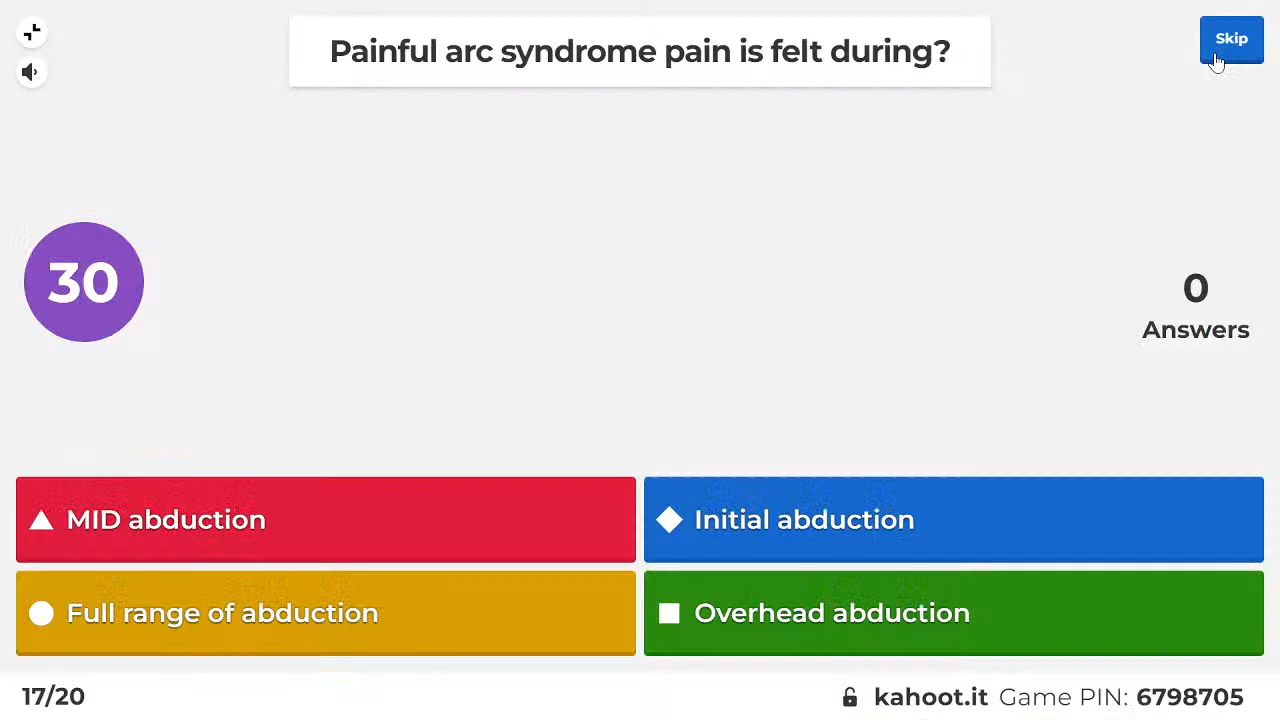 Painful arc syndrome pain is felt during?
Skip
30
0
Answers
MID abduction
Initial abduction
Full range of abduction
Overhead abduction
17/20
kahoot.it Game PIN: 6798705